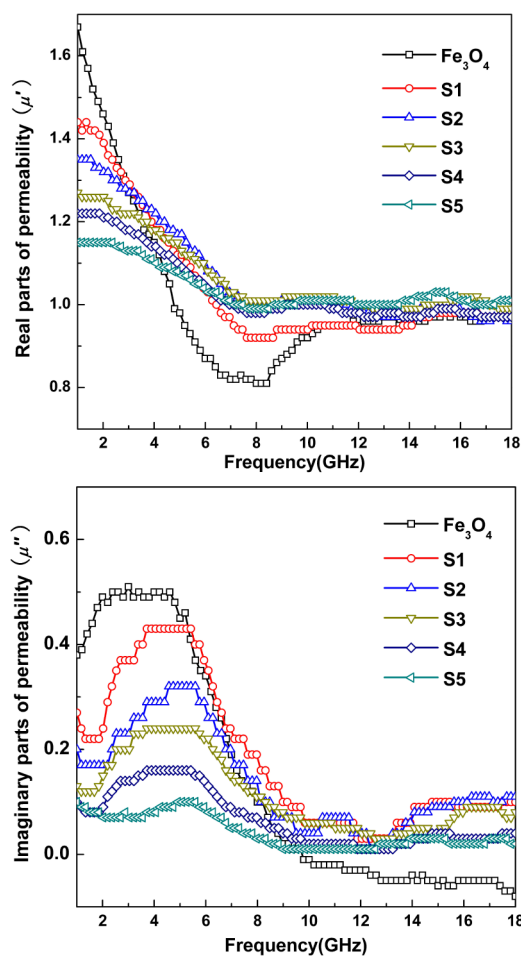 Real parts of permeability (μ′)
1.6
1.4
1.2
1.0
0.8
Fe₃O₄
S1
S2
S3
S4
S5
2 4 6 8 10 12 14 16 18
Frequency(GHz)
Imaginary parts of permeability (μ″)
0.6
0.4
0.2
0.0
Fe₃O₄
S1
S2
S3
S4
S5
2 4 6 8 10 12 14 16 18
Frequency(GHz)